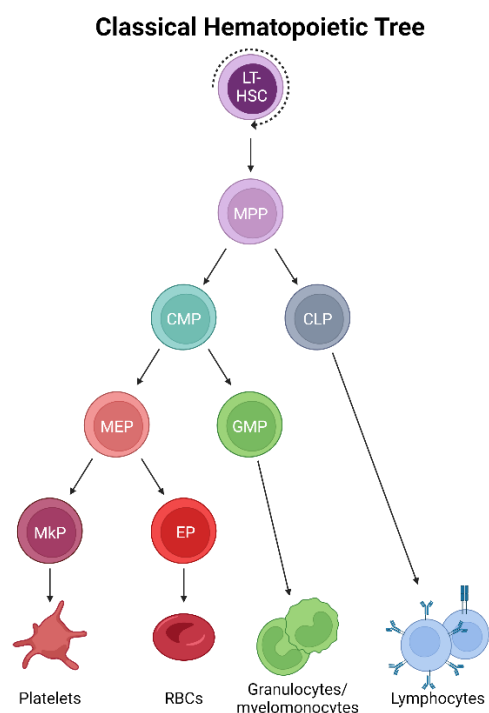 Classical Hematopoietic Tree
LT-
HSC
MPP
CMP
CLP
MEP
GMP
MkP
EP
Platelets
RBCs
Granulocytes/
myelomonocytes
Lymphocytes